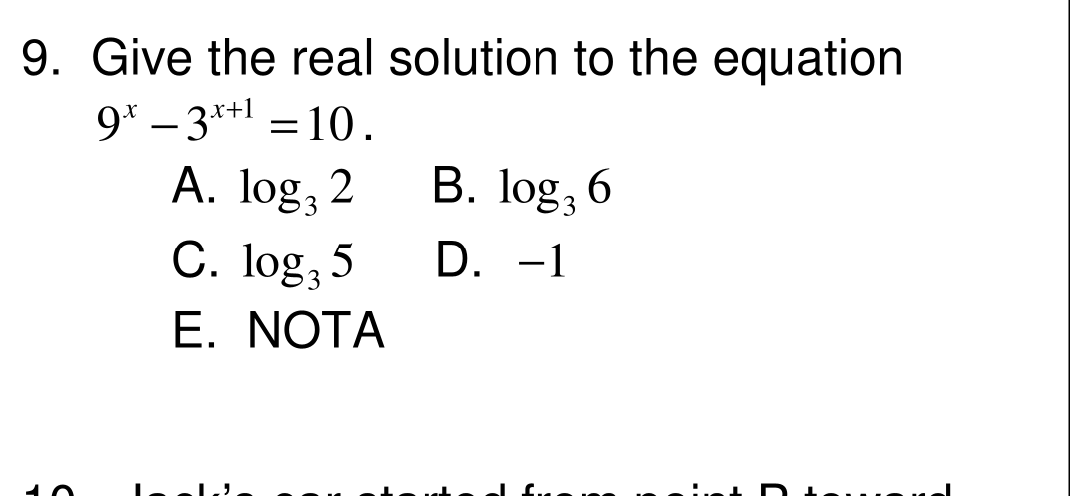 9. Give the real solution to the equation
9^x − 3^{x+1} = 10.
A. log_3 2 B. log_3 6
C. log_3 5 D. −1
E. NOTA
10. Jack's car started from point P toward